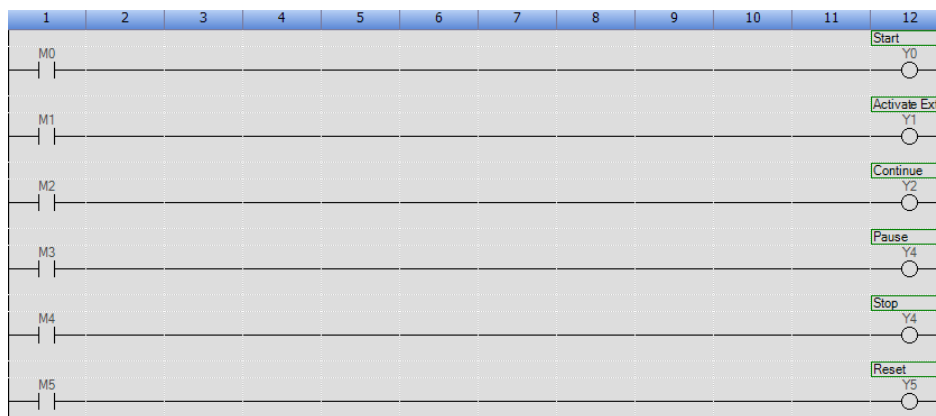 1 2 3 4 5 6 7 8 9 10 11 12
Start
M0 Y0
Activate Ext
M1 Y1
Continue
M2 Y2
Pause
M3 Y4
Stop
M4 Y4
Reset
M5 Y5